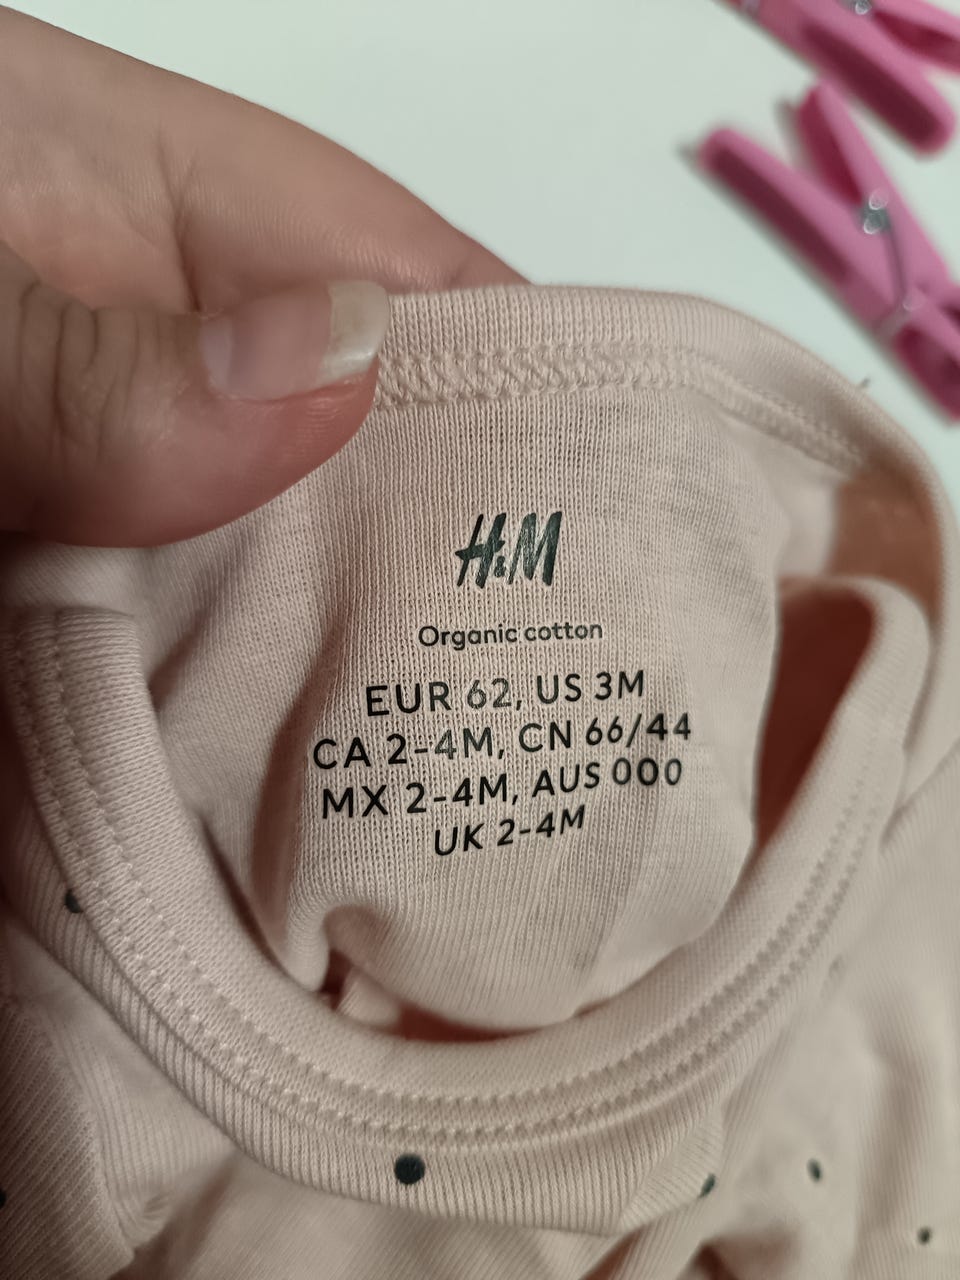 H&M
Organic cotton
EUR 62, US 3M
CA 2-4M, CN 66/44
MX 2-4M, AUS 000
UK 2-4M